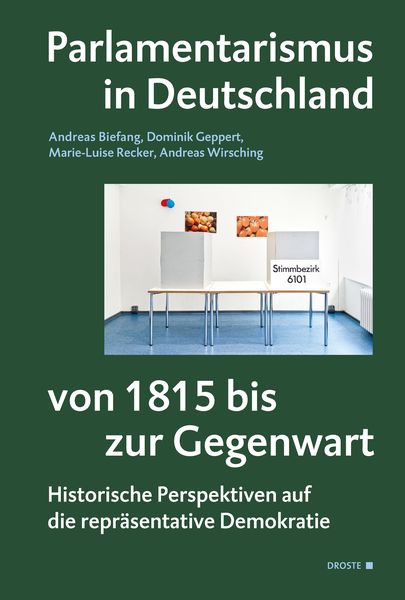 Parlamentarismus
in Deutschland
Andreas Biefang, Dominik Geppert,
Marie-Luise Recker, Andreas Wirsching
Stimmbezirk
6101
von 1815 bis
zur Gegenwart
Historische Perspektiven auf
die repräsentative Demokratie
DROSTE